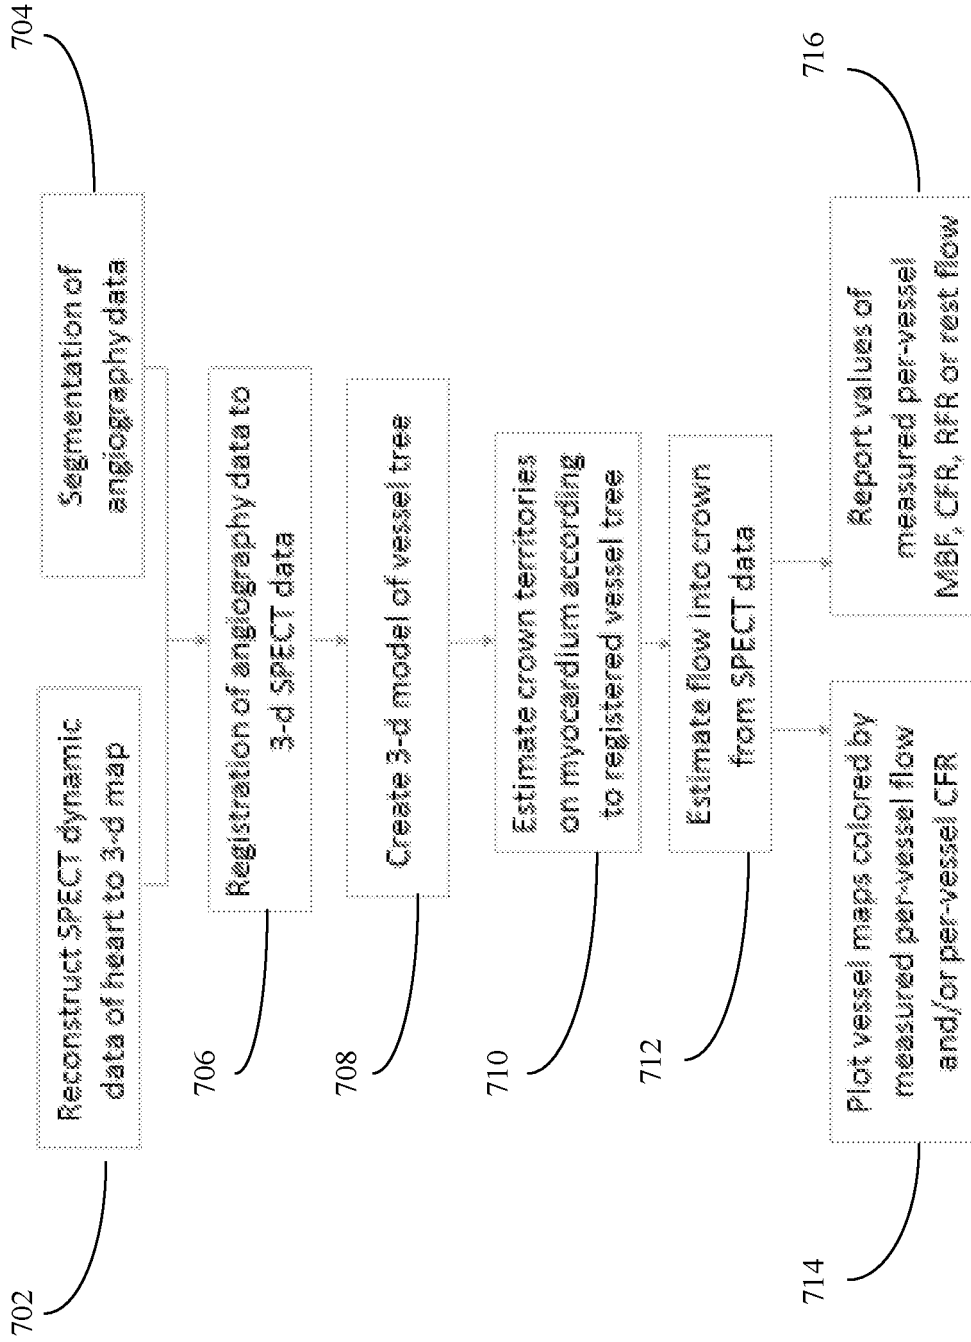 702
Reconstruct SPECT dynamic
data of heart to 3-d map
704
Segmentation of
angiography data
706
Registration of angiography data to
3-d SPECT data
708
Create 3-d model of vessel tree
710
Estimate crown territories
on myocardium according
to registered vessel tree
712
Estimate flow into crown
from SPECT data
714
Plot vessel maps colored by
measured per-vessel flow
and/or per-vessel CFR
716
Report values of
measured per-vessel
MBF, CFR, RFR or rest flow